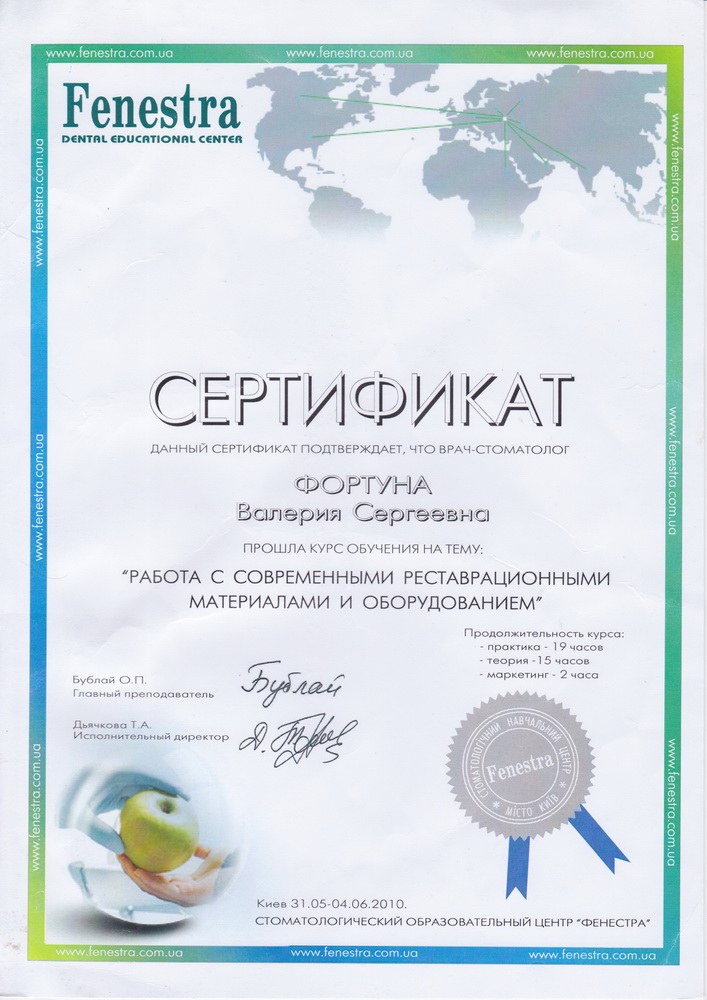 www.fenestra.com.ua www.fenestra.com.ua www.fenestra.com.ua
Fenestra
DENTAL EDUCATIONAL CENTER
www.fenestra.com.ua
www.fenestra.com.ua
СЕРТИФИКАТ
ДАННЫЙ СЕРТИФИКАТ ПОДТВЕРЖДАЕТ, ЧТО ВРАЧ-СТОМАТОЛОГ
ФОРТУНА
Валерия Сергеевна
ПРОШЛА КУРС ОБУЧЕНИЯ НА ТЕМУ:
“РАБОТА С СОВРЕМЕННЫМИ РЕСТАВРАЦИОННЫМИ
МАТЕРИАЛАМИ И ОБОРУДОВАНИЕМ”
www.fenestra.com.ua
www.fenestra.com.ua
Продолжительность курса:
- практика - 19 часов
- теория -15 часов
- маркетинг - 2 часа
Бублай О.П.
Главный преподаватель
Бублай
Дьячкова Т.А.
Исполнительный директор
СТОМАТОЛОГІЧНИЙ НАВЧАЛЬНИЙ ЦЕНТР
Fenestra
* МІСТО КИЇВ *
www.fenestra.com.ua
www.fenestra.com.ua
Киев 31.05-04.06.2010.
СТОМАТОЛОГИЧЕСКИЙ ОБРАЗОВАТЕЛЬНЫЙ ЦЕНТР “ФЕНЕСТРА”
www.fenestra.com.ua www.fenestra.com.ua www.fenestra.com.ua